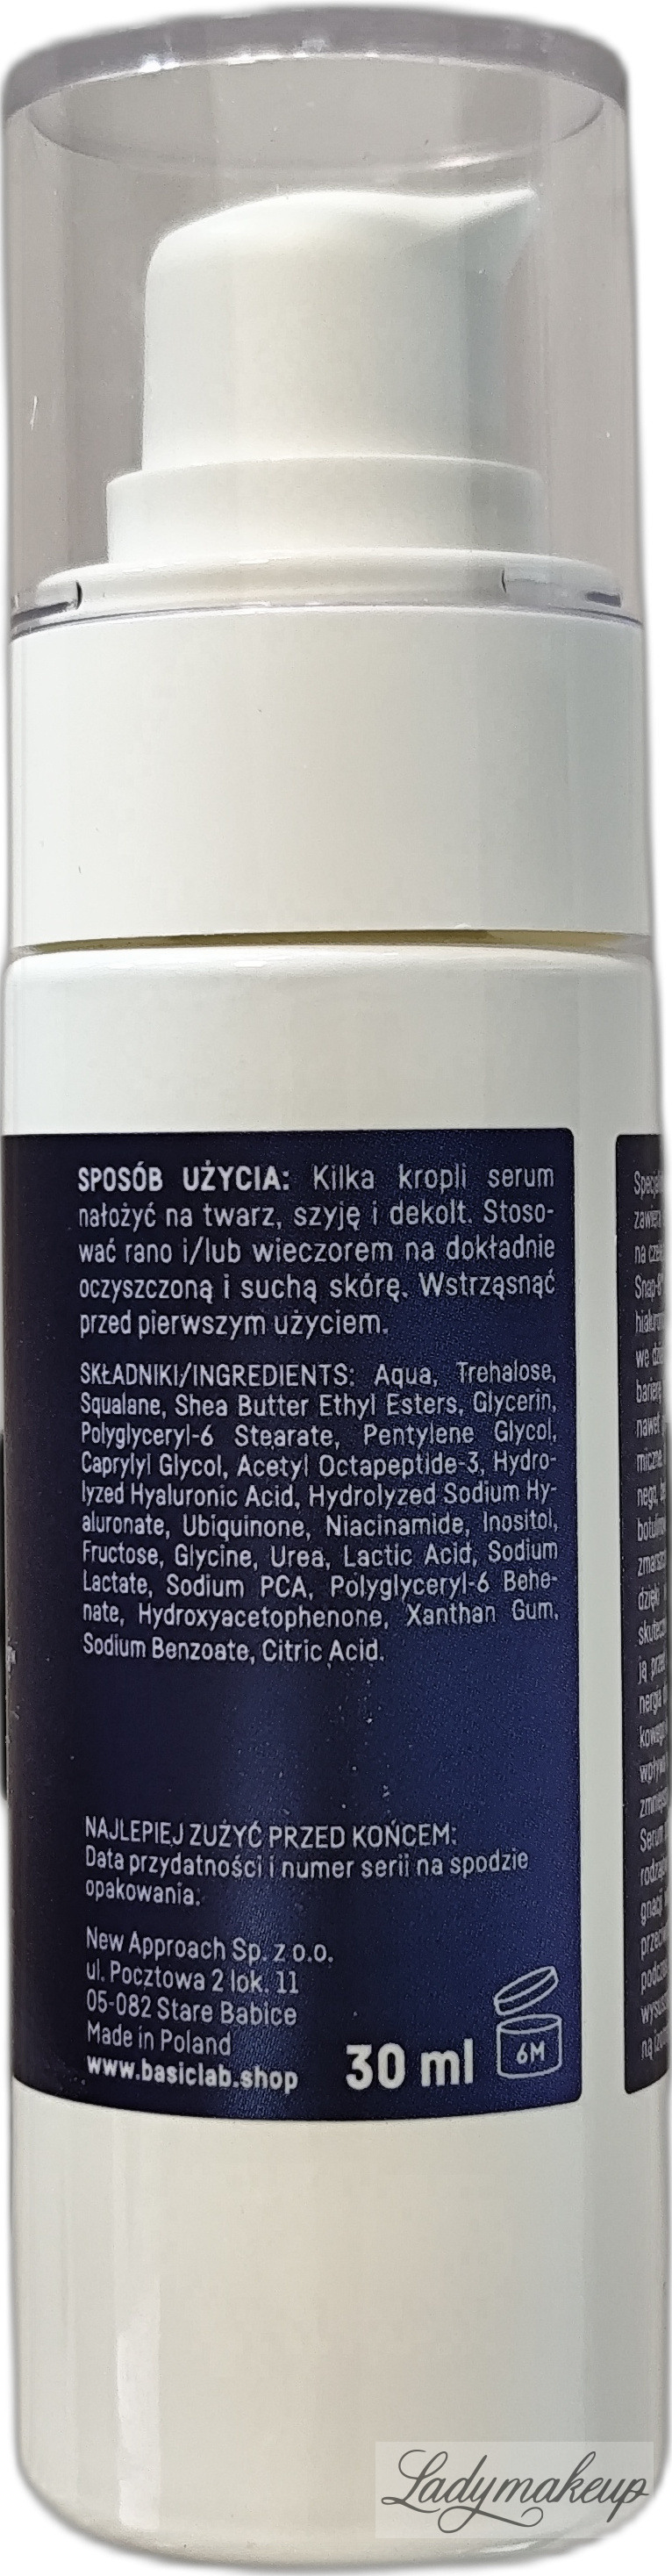 SPOSÓB UŻYCIA: Kilka kropli serum
nałożyć na twarz, szyję i dekolt. Stoso-
wać rano i/lub wieczorem na dokładnie
oczyszczoną i suchą skórę. Wstrząsnąć
przed pierwszym użyciem.
SKŁADNIKI/INGREDIENTS: Aqua, Trehalose,
Squalane, Shea Butter Ethyl Esters, Glycerin,
Polyglyceryl-6 Stearate, Pentylene Glycol,
Caprylyl Glycol, Acetyl Octapeptide-3, Hydro-
lyzed Hyaluronic Acid, Hydrolyzed Sodium Hy-
aluronate, Ubiquinone, Niacinamide, Inositol,
Fructose, Glycine, Urea, Lactic Acid, Sodium
Lactate, Sodium PCA, Polyglyceryl-6 Behe-
nate, Hydroxyacetophenone, Xanthan Gum,
Sodium Benzoate, Citric Acid.
NAJLEPIEJ ZUŻYĆ PRZED KOŃCEM:
Data przydatności i numer serii na spodzie
opakowania.
New Approach Sp. z o.o.
ul. Pocztowa 2 lok. 11
05-082 Stare Babice
Made in Poland
www.basiclab.shop
30 ml
6M
Ladymakeup